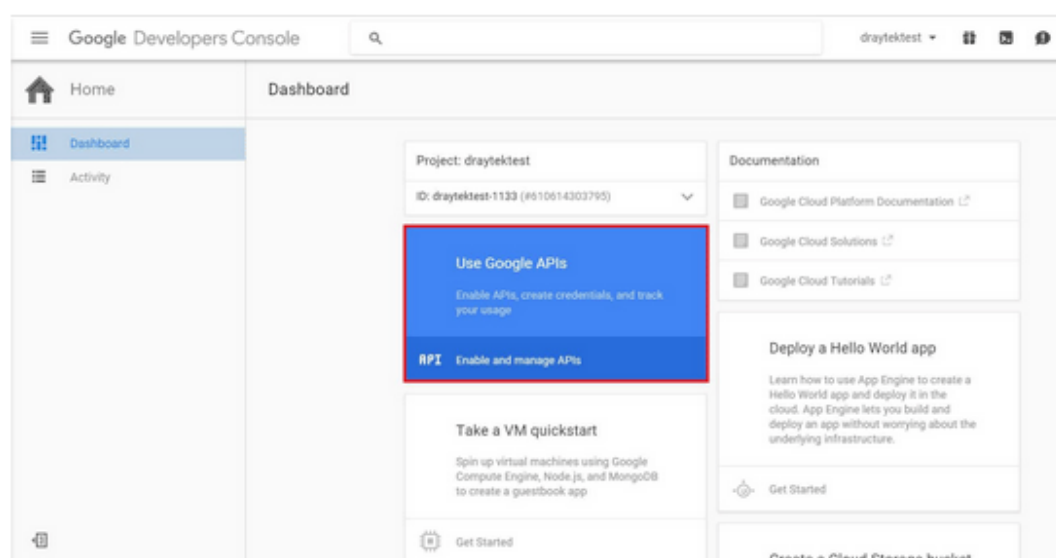 Google Developers Console
draytektest
Home
Dashboard
Dashboard
Activity
Project: draytektest
ID: draytektest-1133 (#610614303795)
Use Google APIs
Enable APIs, create credentials, and track
your usage
API Enable and manage APIs
Take a VM quickstart
Spin up virtual machines using Google
Compute Engine, Node.js, and MongoDB
to create a guestbook app
Get Started
Documentation
Google Cloud Platform Documentation
Google Cloud Solutions
Google Cloud Tutorials
Deploy a Hello World app
Learn how to use App Engine to create a
Hello World app and deploy it in the
cloud. App Engine lets you build and
deploy an app without worrying about the
underlying infrastructure.
Get Started
Create a Cloud Storage bucket